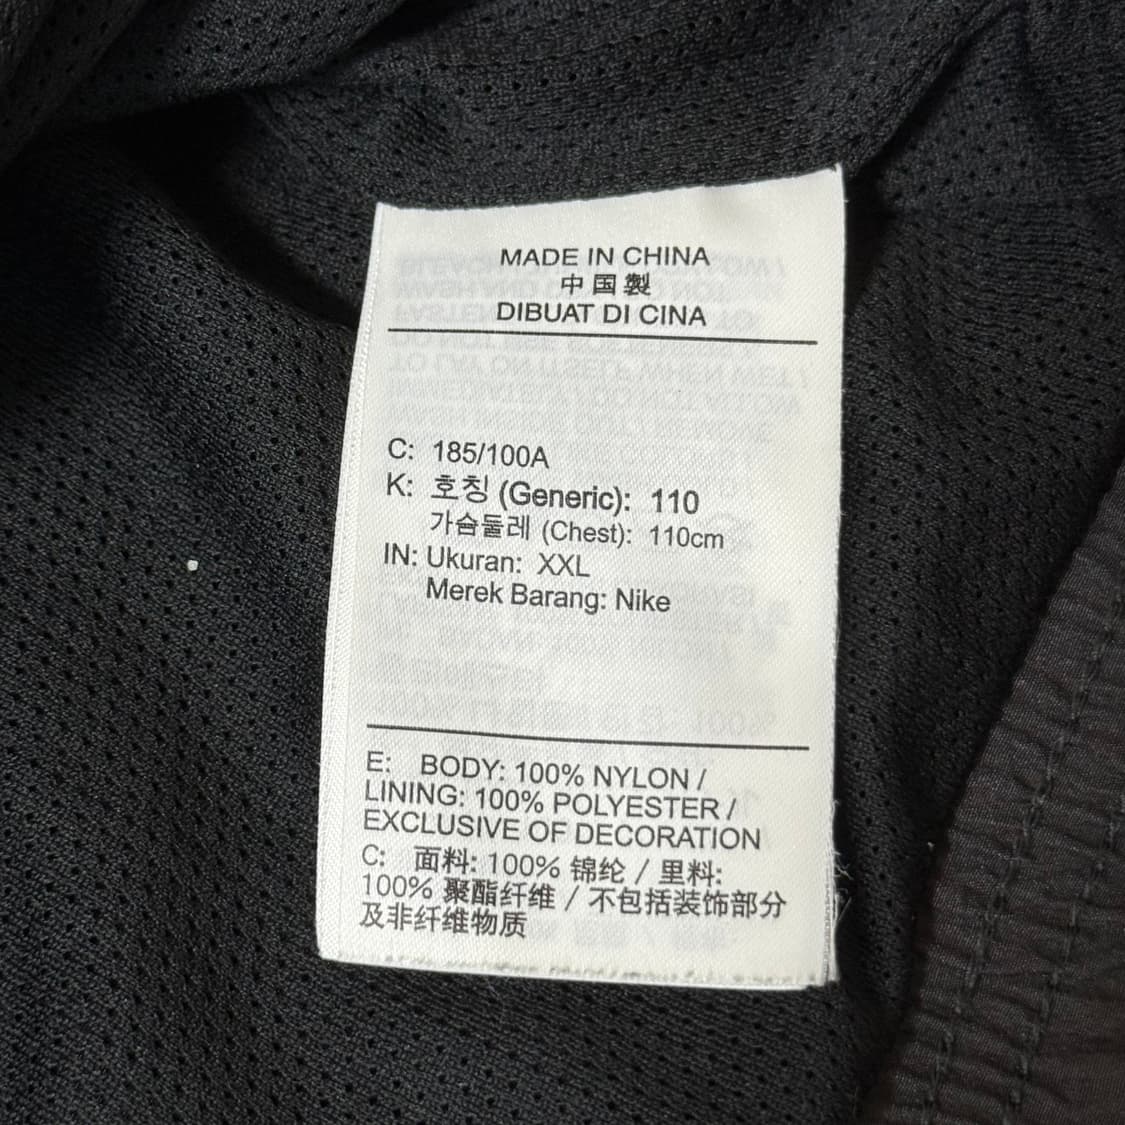 MADE IN CHINA
中国製
DIBUAT DI CINA
C: 185/100A
K: 호칭 (Generic): 110
가슴둘레 (Chest): 110cm
IN: Ukuran: XXL
Merek Barang: Nike
E: BODY: 100% NYLON /
LINING: 100% POLYESTER /
EXCLUSIVE OF DECORATION
C: 面料: 100% 锦纶 / 里料:
100% 聚酯纤维 / 不包括装饰部分
及非纤维物质